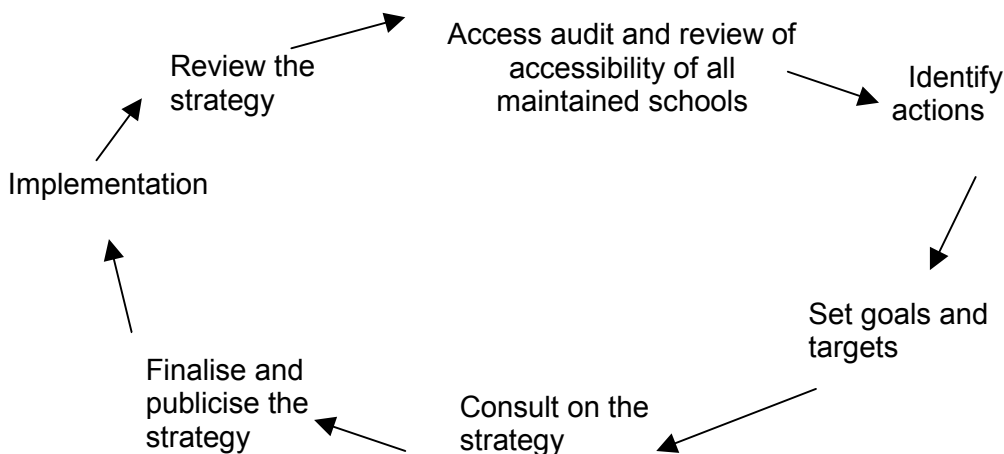 Access audit and review of
accessibility of all
maintained schools
Identify
actions
Set goals and
targets
Consult on the
strategy
Finalise and
publicise the
strategy
Implementation
Review the
strategy